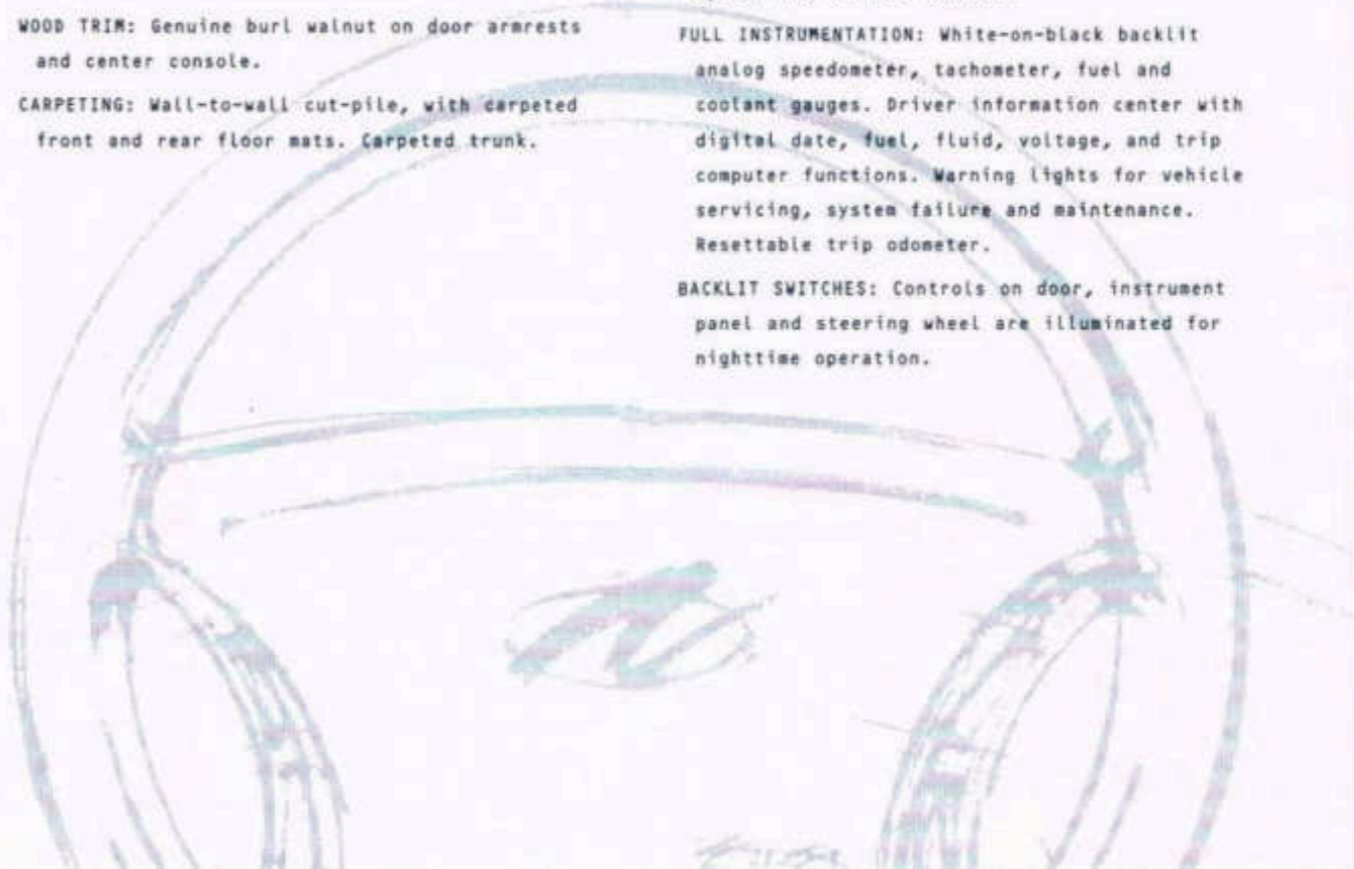 WOOD TRIM: Genuine burl walnut on door armrests
and center console.
CARPETING: Wall-to-wall cut-pile, with carpeted
front and rear floor mats. Carpeted trunk.
FULL INSTRUMENTATION: White-on-black backlit
analog speedometer, tachometer, fuel and
coolant gauges. Driver information center with
digital date, fuel, fluid, voltage, and trip
computer functions. Warning lights for vehicle
servicing, system failure and maintenance.
Resettable trip odometer.
BACKLIT SWITCHES: Controls on door, instrument
panel and steering wheel are illuminated for
nighttime operation.